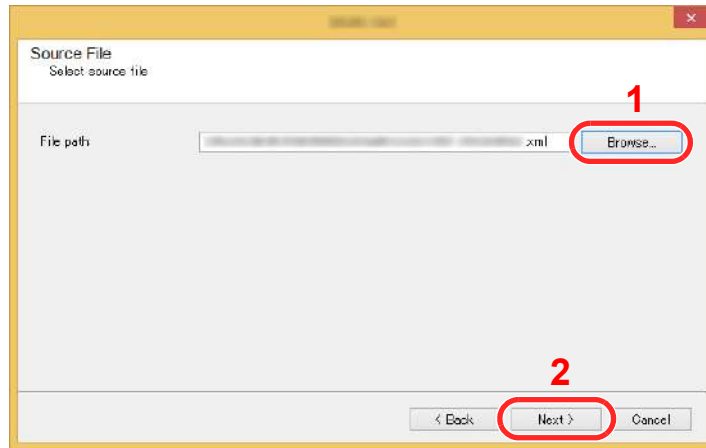 Source File
Select source file
1
File path
.xml
Browse...
2
< Back
Next >
Cancel